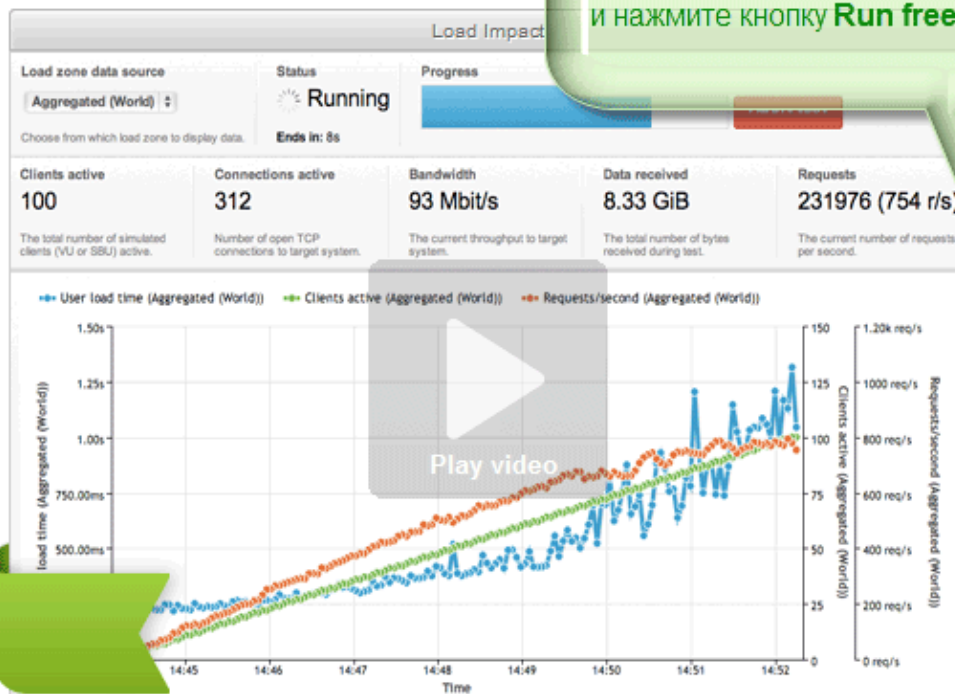 и нажмите кнопку Run free
Load Impact
Load zone data source
Aggregated (World)
Choose from which load zone to display data.
Status
Running
Ends in: 8s
Progress
Clients active
100
The total number of simulated
clients (VU or SBU) active.
Connections active
312
Number of open TCP
connections to target system.
Bandwidth
93 Mbit/s
The current throughput to target
system.
Data received
8.33 GiB
The total number of bytes
received during test.
Requests
231976 (754 r/s)
The current number of requests
per second.
User load time (Aggregated (World))
Clients active (Aggregated (World))
Requests/second (Aggregated (World))
1.50s
1.25s
1.00s
750.00ms
500.00ms
load time (Aggregated (World))
Play video
150
125
100
75
50
25
0
Clients active (Aggregated (World))
1.20k req/s
1000 req/s
800 req/s
600 req/s
400 req/s
200 req/s
0 req/s
Requests/second (Aggregated (World))
14:45
14:46
14:47
14:48
14:49
14:50
14:51
14:52
Time